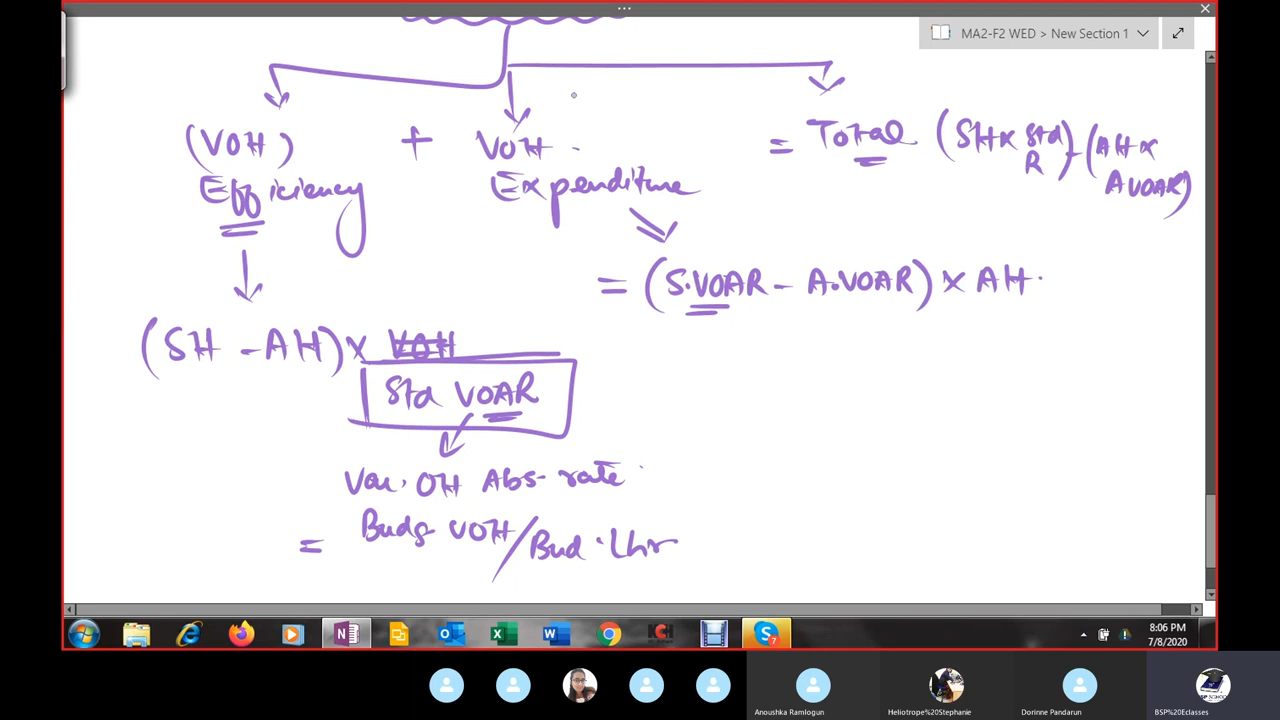 MA2-F2 WED > New Section 1
(VOH) + VOH = Total (SH x Std R) - (AH x A VOAR)
Efficiency Expenditure
= (S.VOAR - A.VOAR) x AH.
(SH - AH) x VOH
Std VOAR
Var. OH Abs. rate
= Budg VOH / Bud. Lhr
8:06 PM
7/8/2020
Anoushka Ramlogun
Heliotrope%20Stephanie
Dorinne Pandarun
BSP%20Eclasses